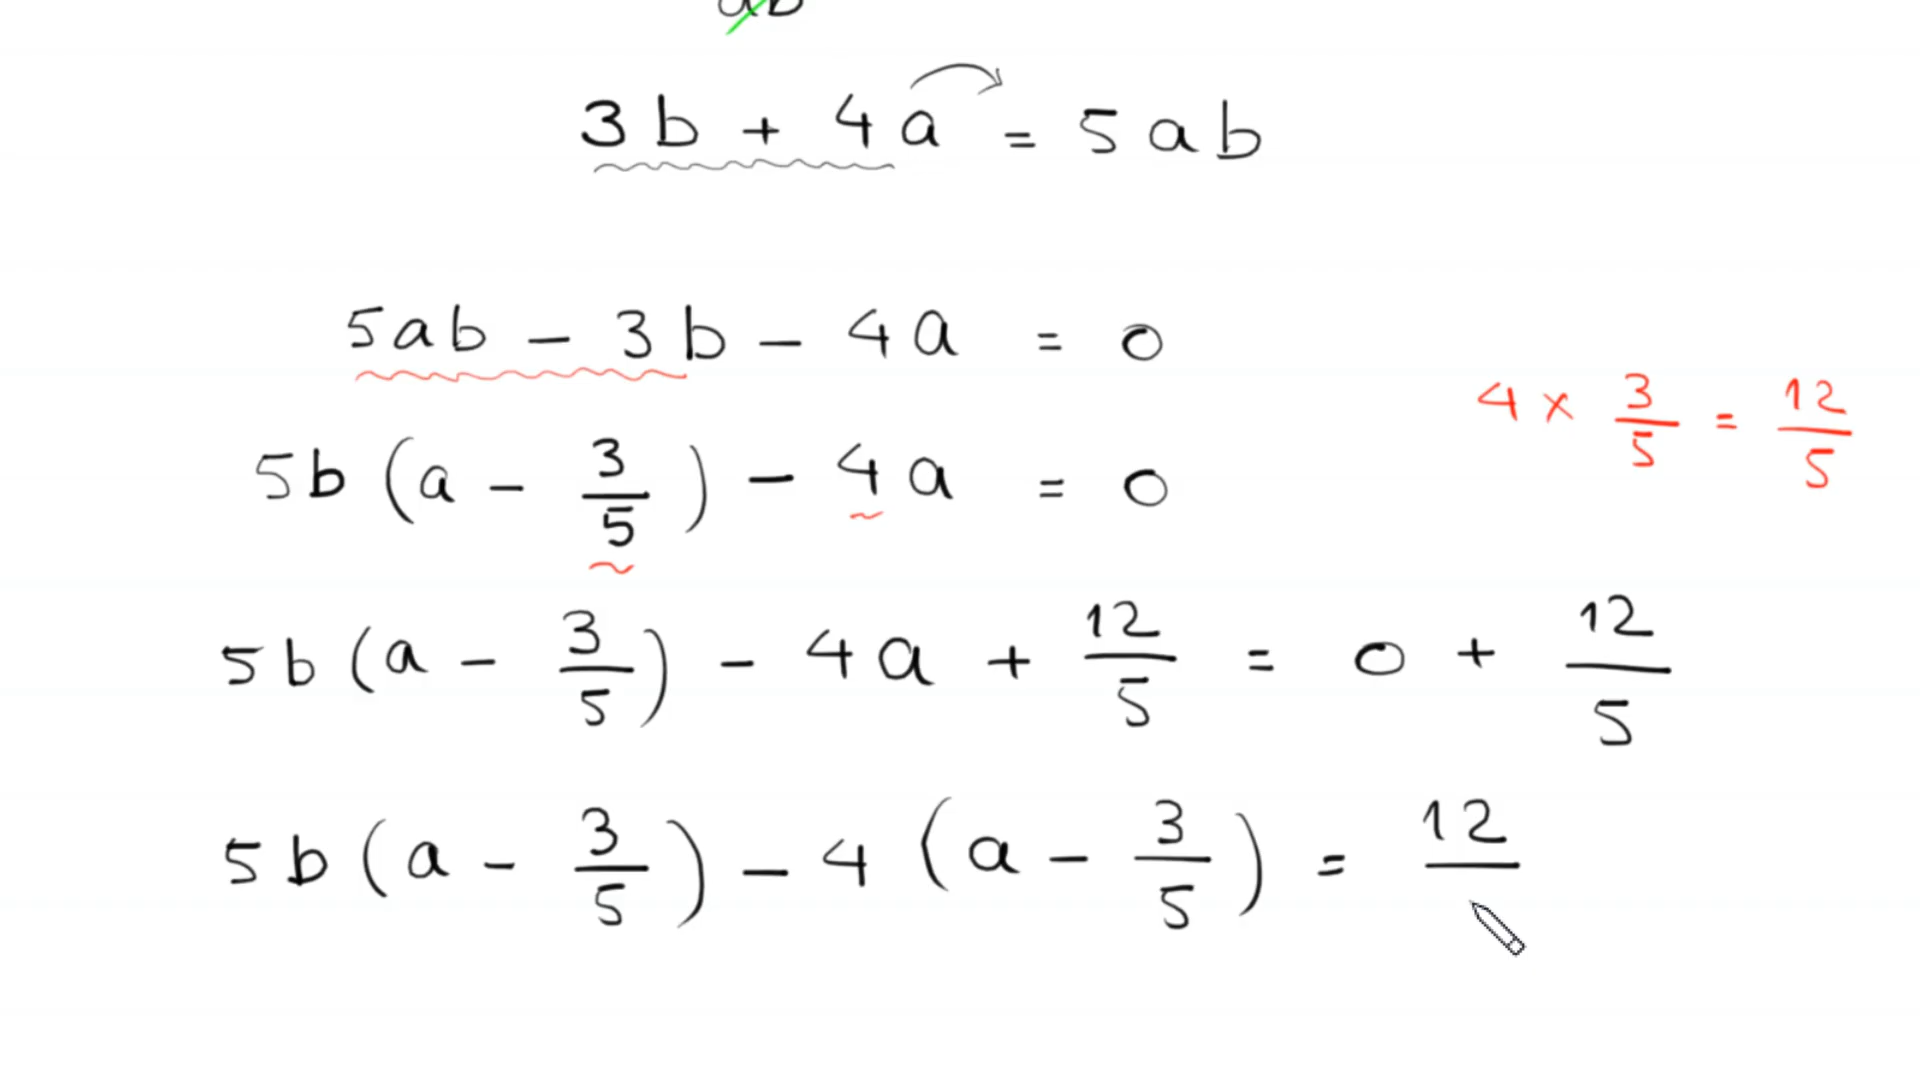 ab
3b + 4a = 5ab
5ab - 3b - 4a = 0
4 × 3/5 = 12/5
5b(a - 3/5) - 4a = 0
5b(a - 3/5) - 4a + 12/5 = 0 + 12/5
5b(a - 3/5) - 4(a - 3/5) = 12/